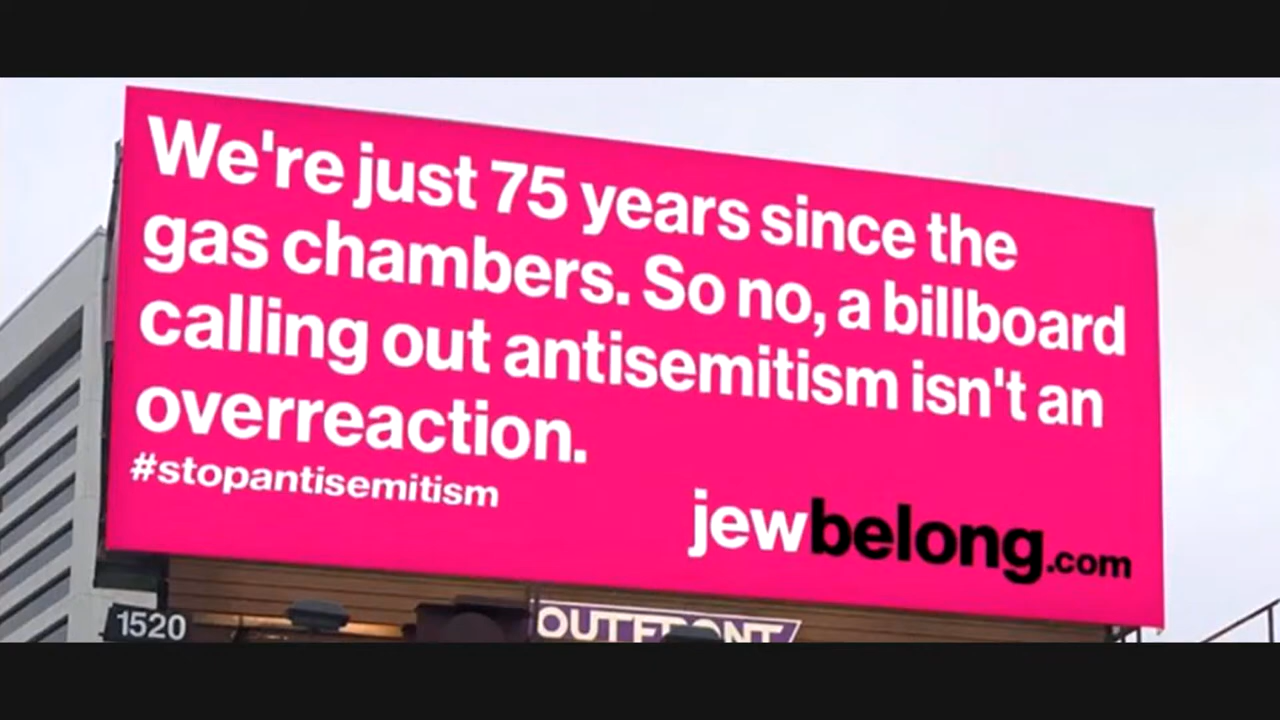 We're just 75 years since the
gas chambers. So no, a billboard
calling out antisemitism isn't an
overreaction.
#stopantisemitism
jewbelong.com
1520
OUTFRONT